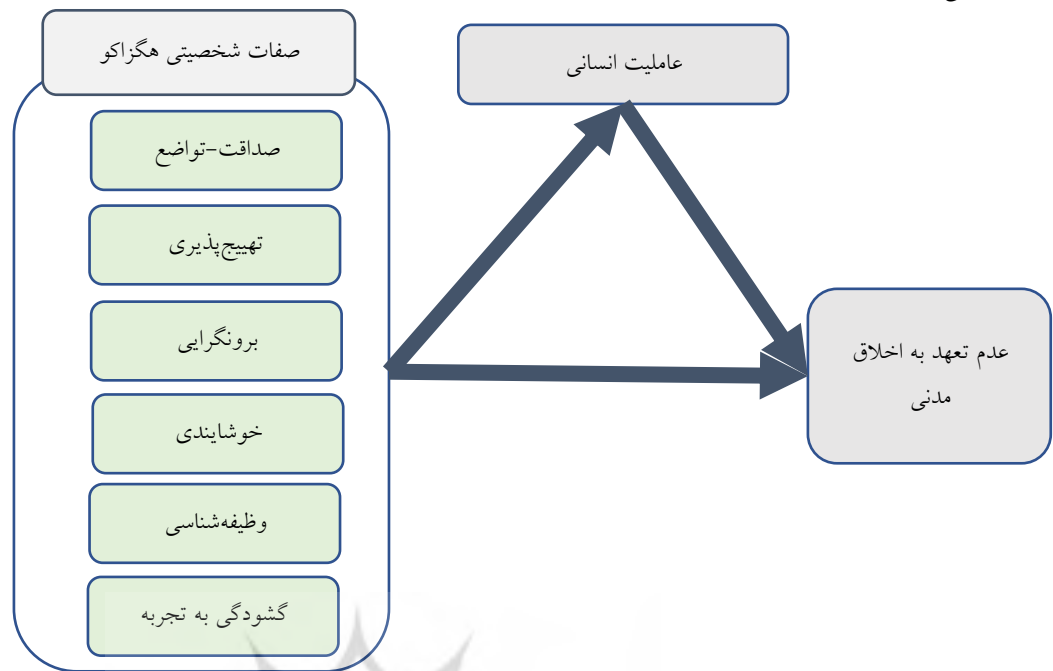 صفات شخصیتی هگزاکو
عاملیت انسانی
صداقت-تواضع
تهییج‌پذیری
برونگرایی
خوشایندی
وظیفه‌شناسی
گشودگی به تجربه
عدم تعهد به اخلاق
مدنی